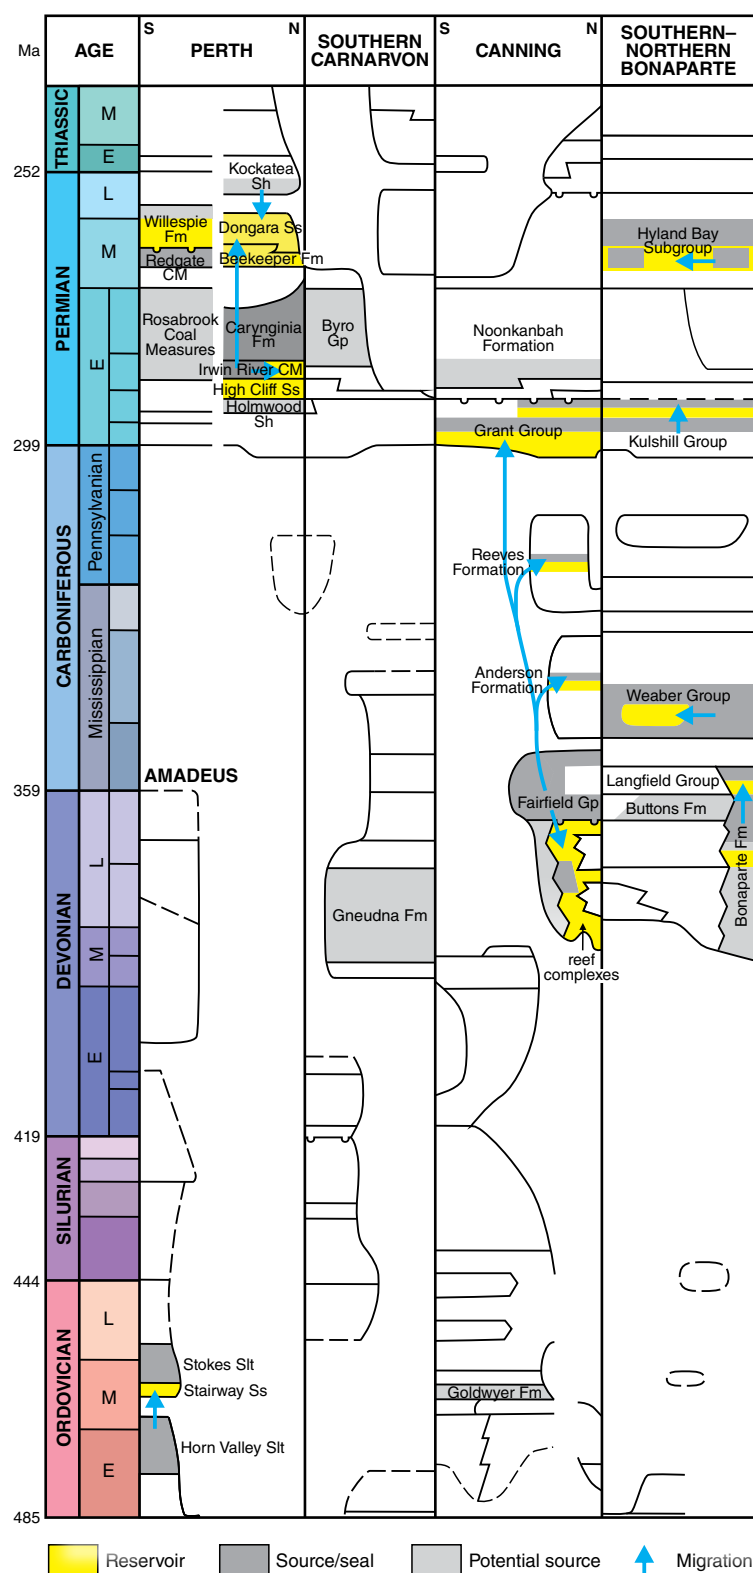 Ma
AGE
S
N
PERTH
SOUTHERN
CARNARVON
S
N
CANNING
SOUTHERN–
NORTHERN
BONAPARTE
TRIASSIC
M
E
252
PERMIAN
L
M
E
299
CARBONIFEROUS
Pennsylvanian
Mississippian
359
DEVONIAN
L
M
E
419
SILURIAN
444
ORDOVICIAN
L
M
E
485
Kockatea
Sh
Willespie
Fm
Dongara Ss
Redgate
CM
Beekeeper Fm
Rosabrook
Coal
Measures
Carynginia
Fm
Irwin River CM
High Cliff Ss
Holmwood
Sh
AMADEUS
Stokes Slt
Stairway Ss
Horn Valley Slt
Byro
Gp
Gneudna Fm
Noonkanbah
Formation
Grant Group
Reeves
Formation
Anderson
Formation
Fairfield Gp
reef
complexes
Goldwyer Fm
Hyland Bay
Subgroup
Kulshill Group
Weaber Group
Langfield Group
Buttons Fm
Bonaparte Fm
Reservoir
Source/seal
Potential source
Migration